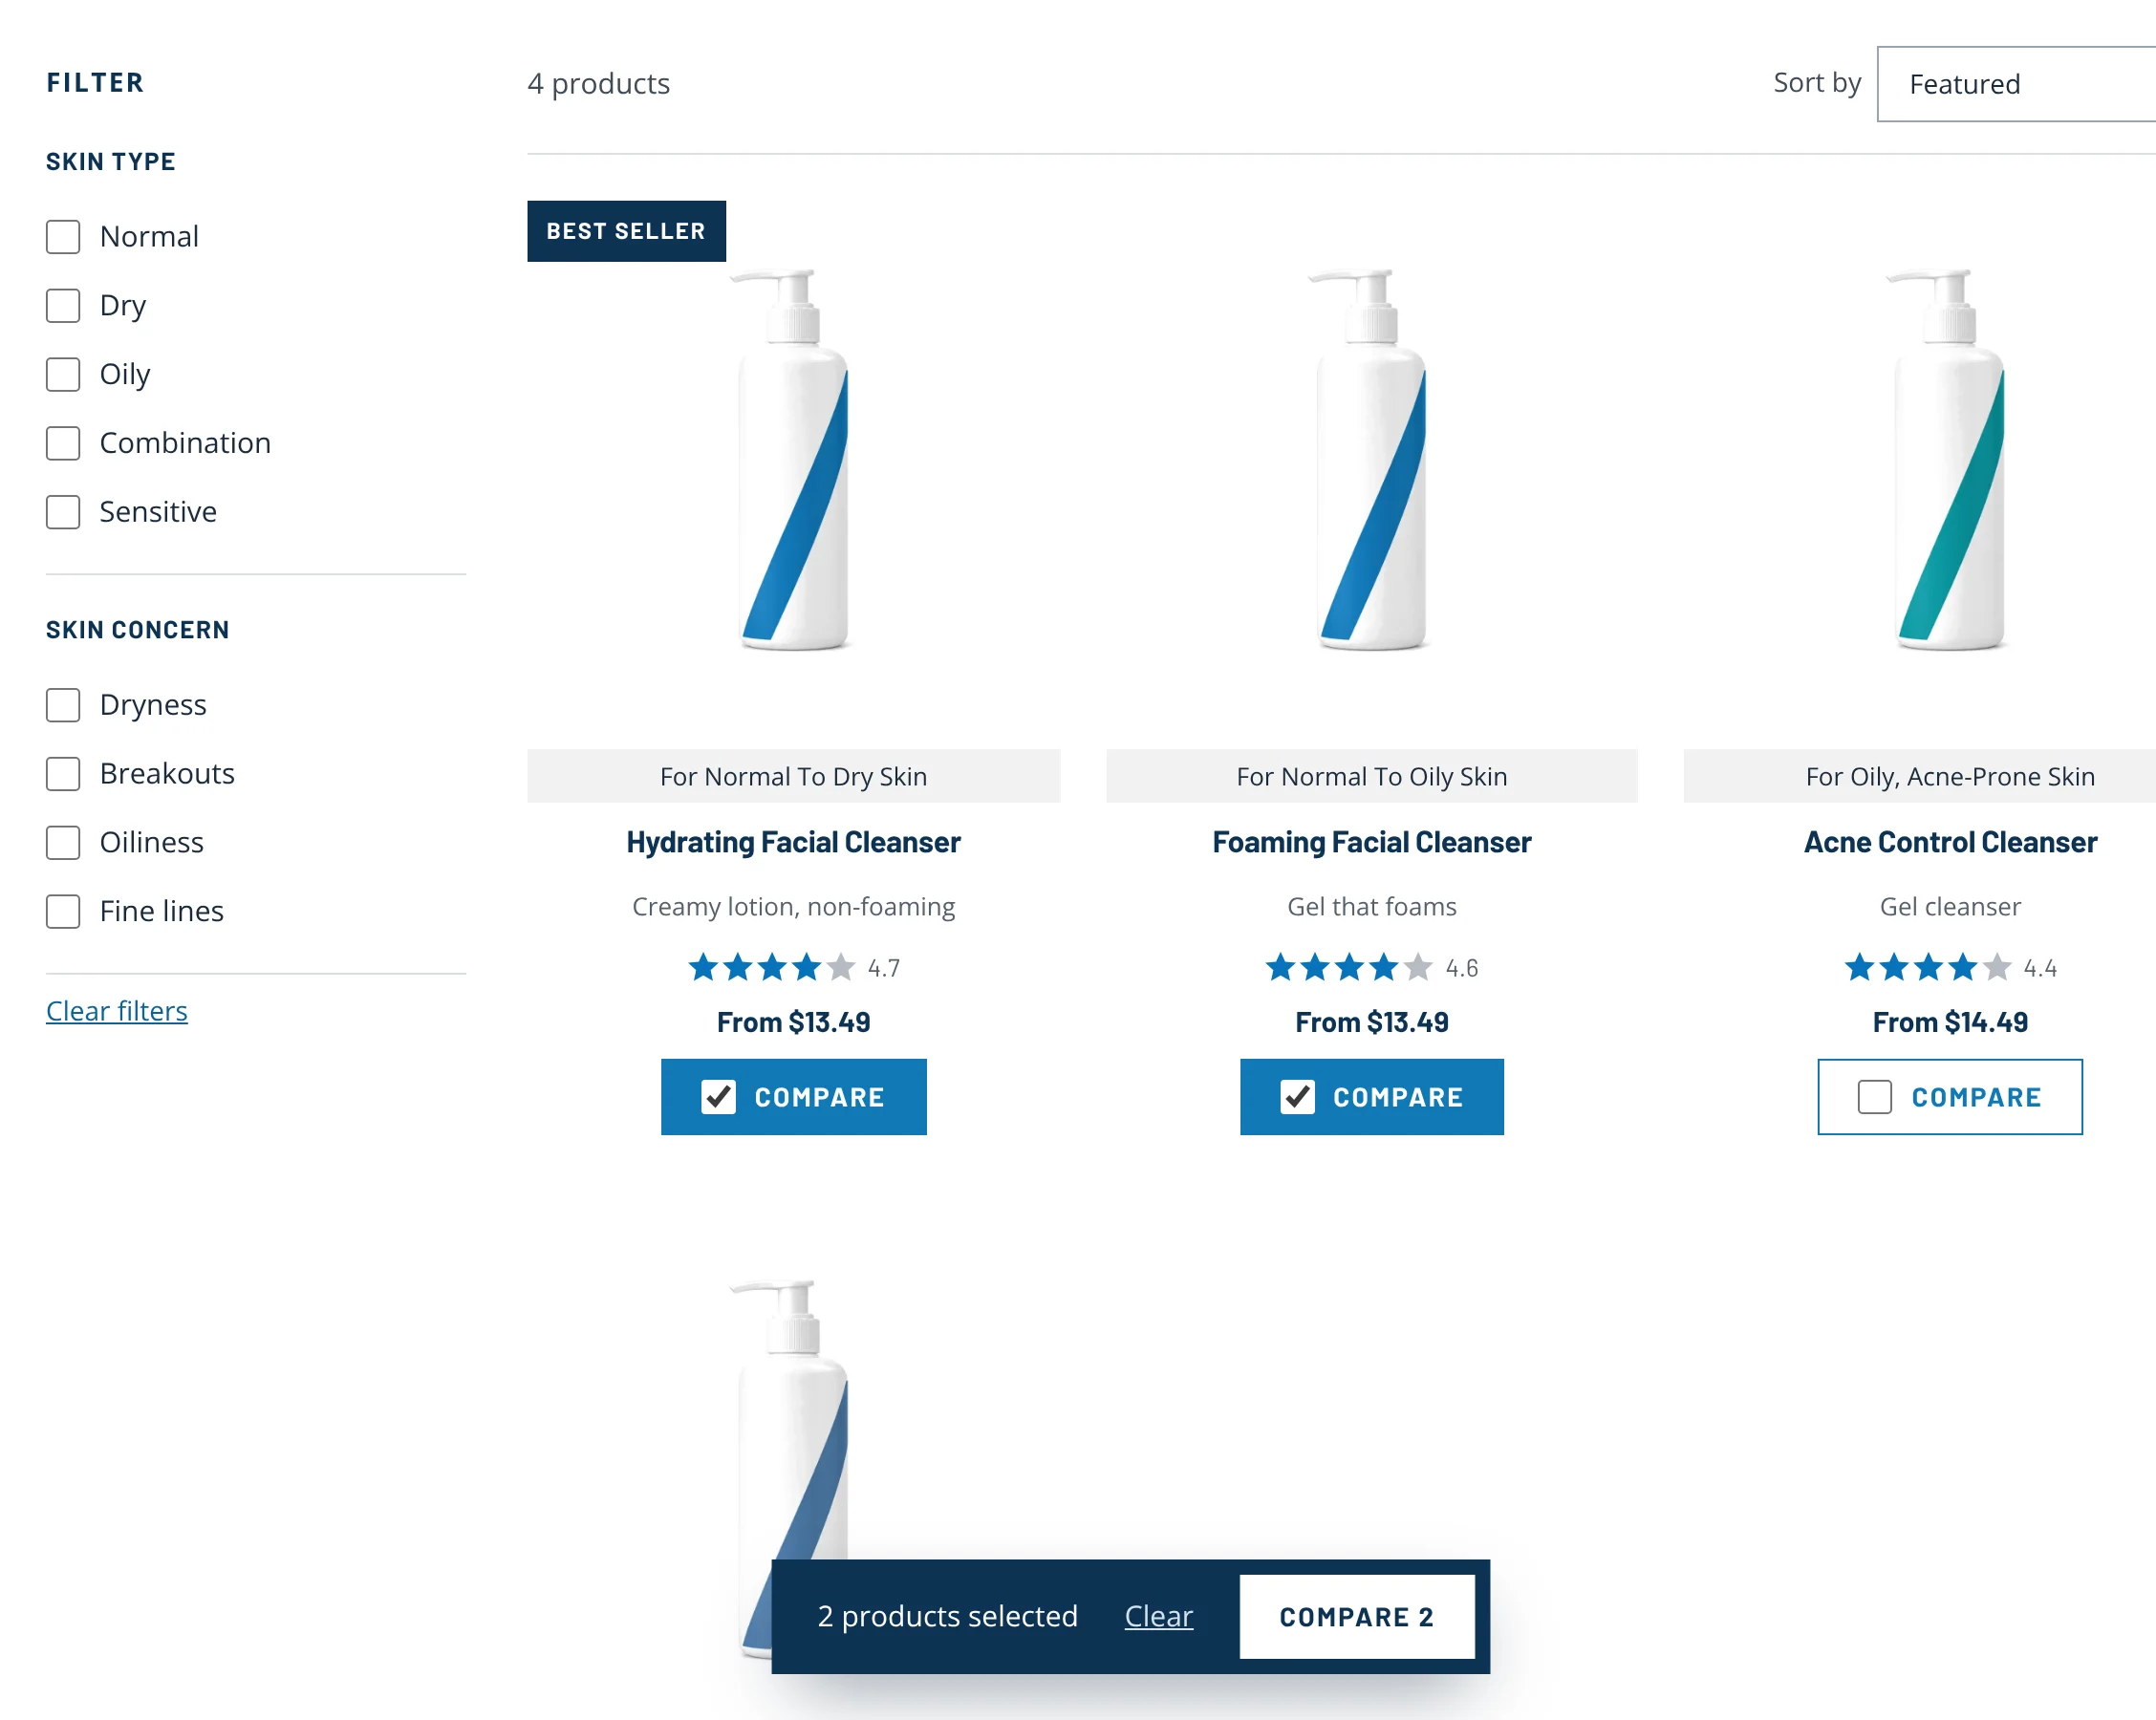 FILTER
SKIN TYPE
Normal
Dry
Oily
Combination
Sensitive
SKIN CONCERN
Dryness
Breakouts
Oiliness
Fine lines
Clear filters
4 products
Sort by
Featured
BEST SELLER
For Normal To Dry Skin
Hydrating Facial Cleanser
Creamy lotion, non-foaming
4.7
From $13.49
COMPARE
For Normal To Oily Skin
Foaming Facial Cleanser
Gel that foams
4.6
From $13.49
COMPARE
For Oily, Acne-Prone Skin
Acne Control Cleanser
Gel cleanser
4.4
From $14.49
COMPARE
2 products selected
Clear
COMPARE 2